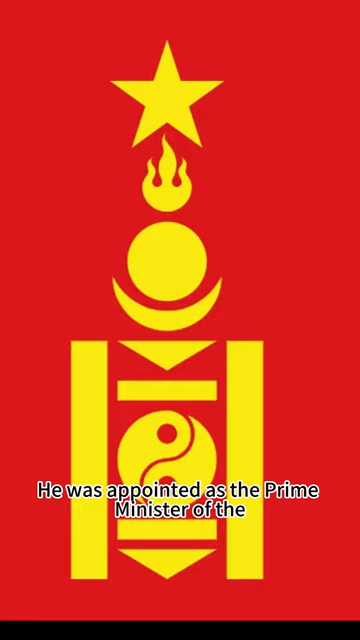 He was appointed as the Prime
Minister of the